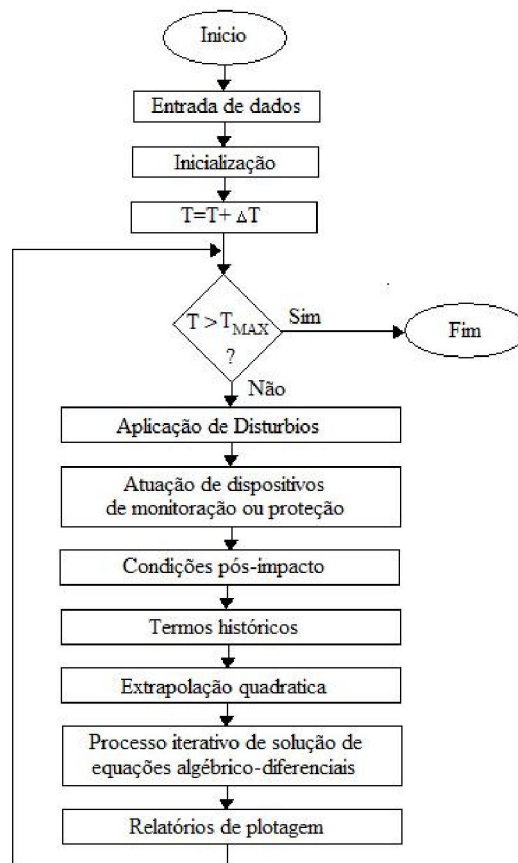 Inicio
Entrada de dados
Inicialização
T=T+ ΔT
T > TMAX
?
Sim
Fim
Não
Aplicação de Disturbios
Atuação de dispositivos
de monitoração ou proteção
Condições pós-impacto
Termos históricos
Extrapolação quadratica
Processo iterativo de solução de
equações algébrico-diferenciais
Relatórios de plotagem